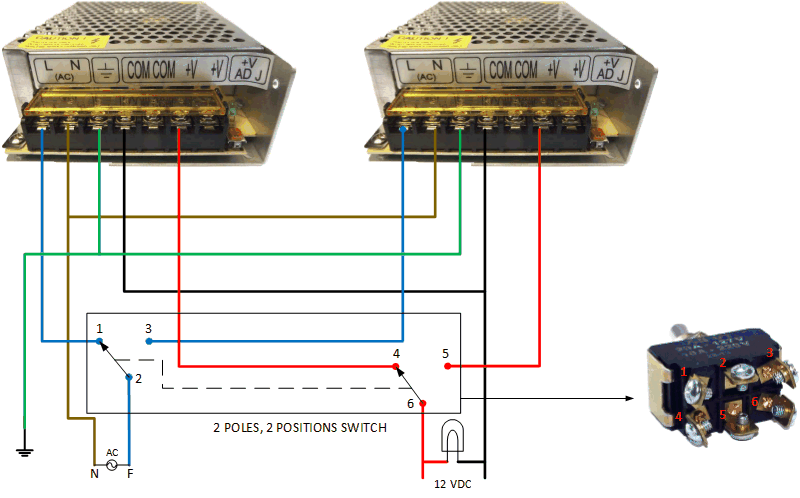 CAUTION !
CAUTION !
L N
(AC)
COM COM +V +V
+V
ADJ
L N
(AC)
COM COM +V +V
+V
ADJ
1
3
2
4
5
6
2 POLES, 2 POSITIONS SWITCH
AC
N F
12 VDC
1
2
3
4
5
6